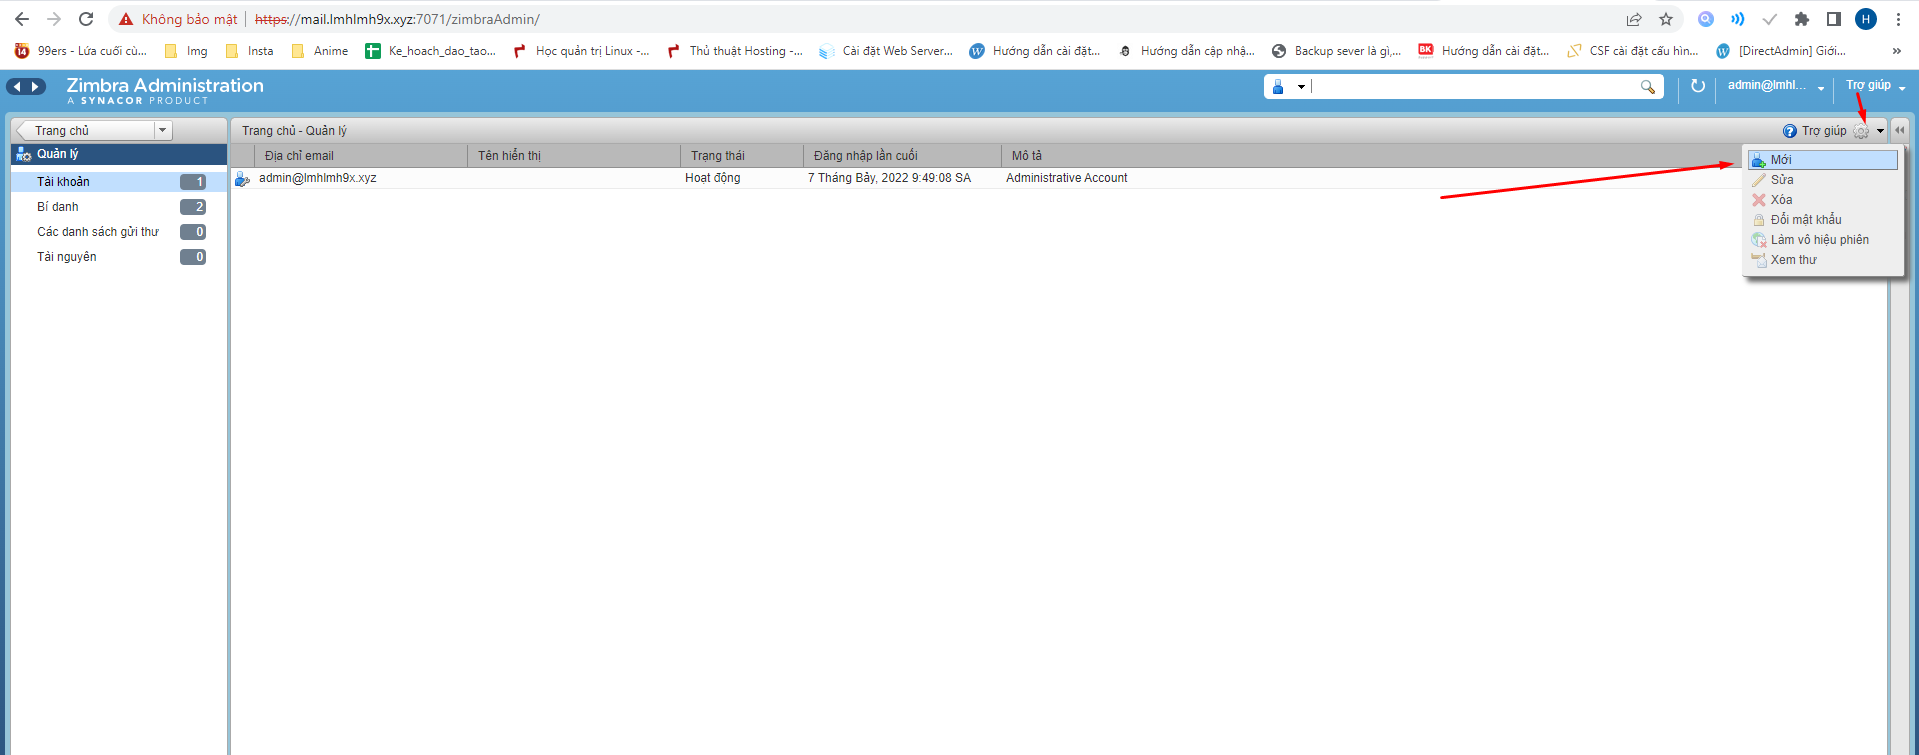 Không bảo mật | https://mail.lmhlmh9x.xyz:7071/zimbraAdmin/
H
99ers - Lửa cuối cù... Img Insta Anime Ke_hoach_dao_tao... Học quản trị Linux -... Thủ thuật Hosting -... Cài đặt Web Server... Hướng dẫn cài đặt... Hướng dẫn cập nhậ... Backup sever là gì,... BK Hướng dẫn cài đặt... CSF cài đặt cấu hìn... [DirectAdmin] Giới... »
Zimbra Administration
A SYNACOR PRODUCT
admin@lmhl... Trợ giúp
Trang chủ
Trang chủ - Quản lý
Trợ giúp
Quản lý
Địa chỉ email Tên hiển thị Trạng thái Đăng nhập lần cuối Mô tả
admin@lmhlmh9x.xyz Hoạt động 7 Tháng Bảy, 2022 9:49:08 SA Administrative Account
Tài khoản 1
Bí danh 2
Các danh sách gửi thư 0
Tài nguyên 0
Mới
Sửa
Xóa
Đổi mật khẩu
Làm vô hiệu phiên
Xem thư